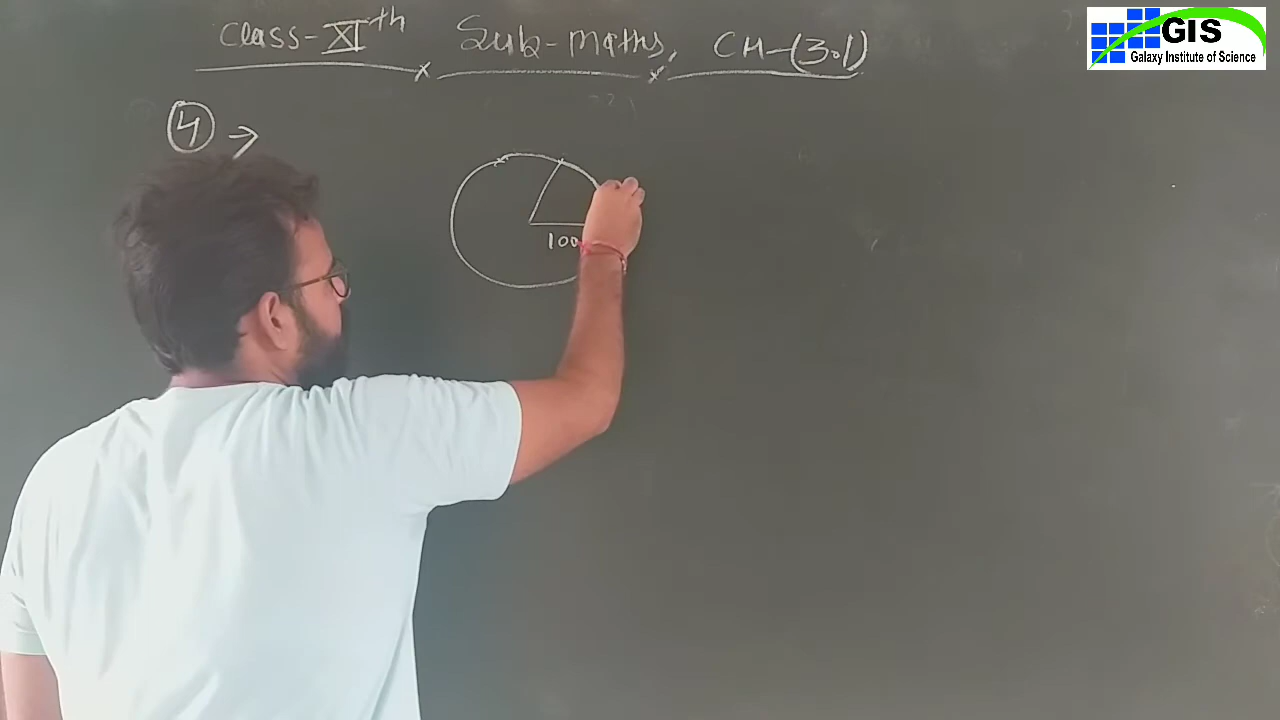 GIS
Galaxy Institute of Science
Class-XIth Sub-Maths, CH-(3.1)
4 →
100